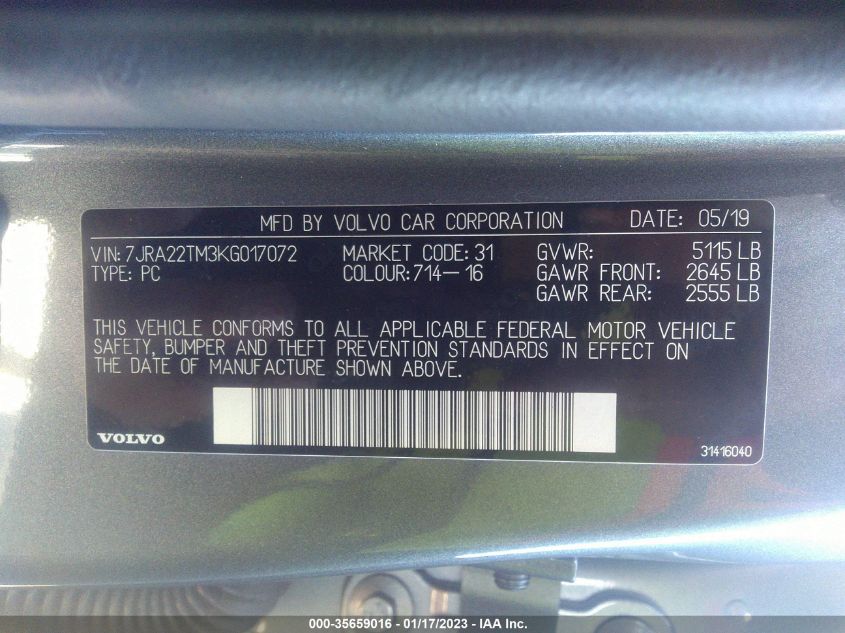 MFD BY VOLVO CAR CORPORATION DATE: 05/19
VIN: 7JRA22TM3KG017072 MARKET CODE: 31 GVWR: 5115 LB
TYPE: PC COLOUR: 714-16 GAWR FRONT: 2645 LB
GAWR REAR: 2555 LB
THIS VEHICLE CONFORMS TO ALL APPLICABLE FEDERAL MOTOR VEHICLE
SAFETY, BUMPER AND THEFT PREVENTION STANDARDS IN EFFECT ON
THE DATE OF MANUFACTURE SHOWN ABOVE.
VOLVO
31416040
000-35659016 - 01/17/2023 - IAA Inc.